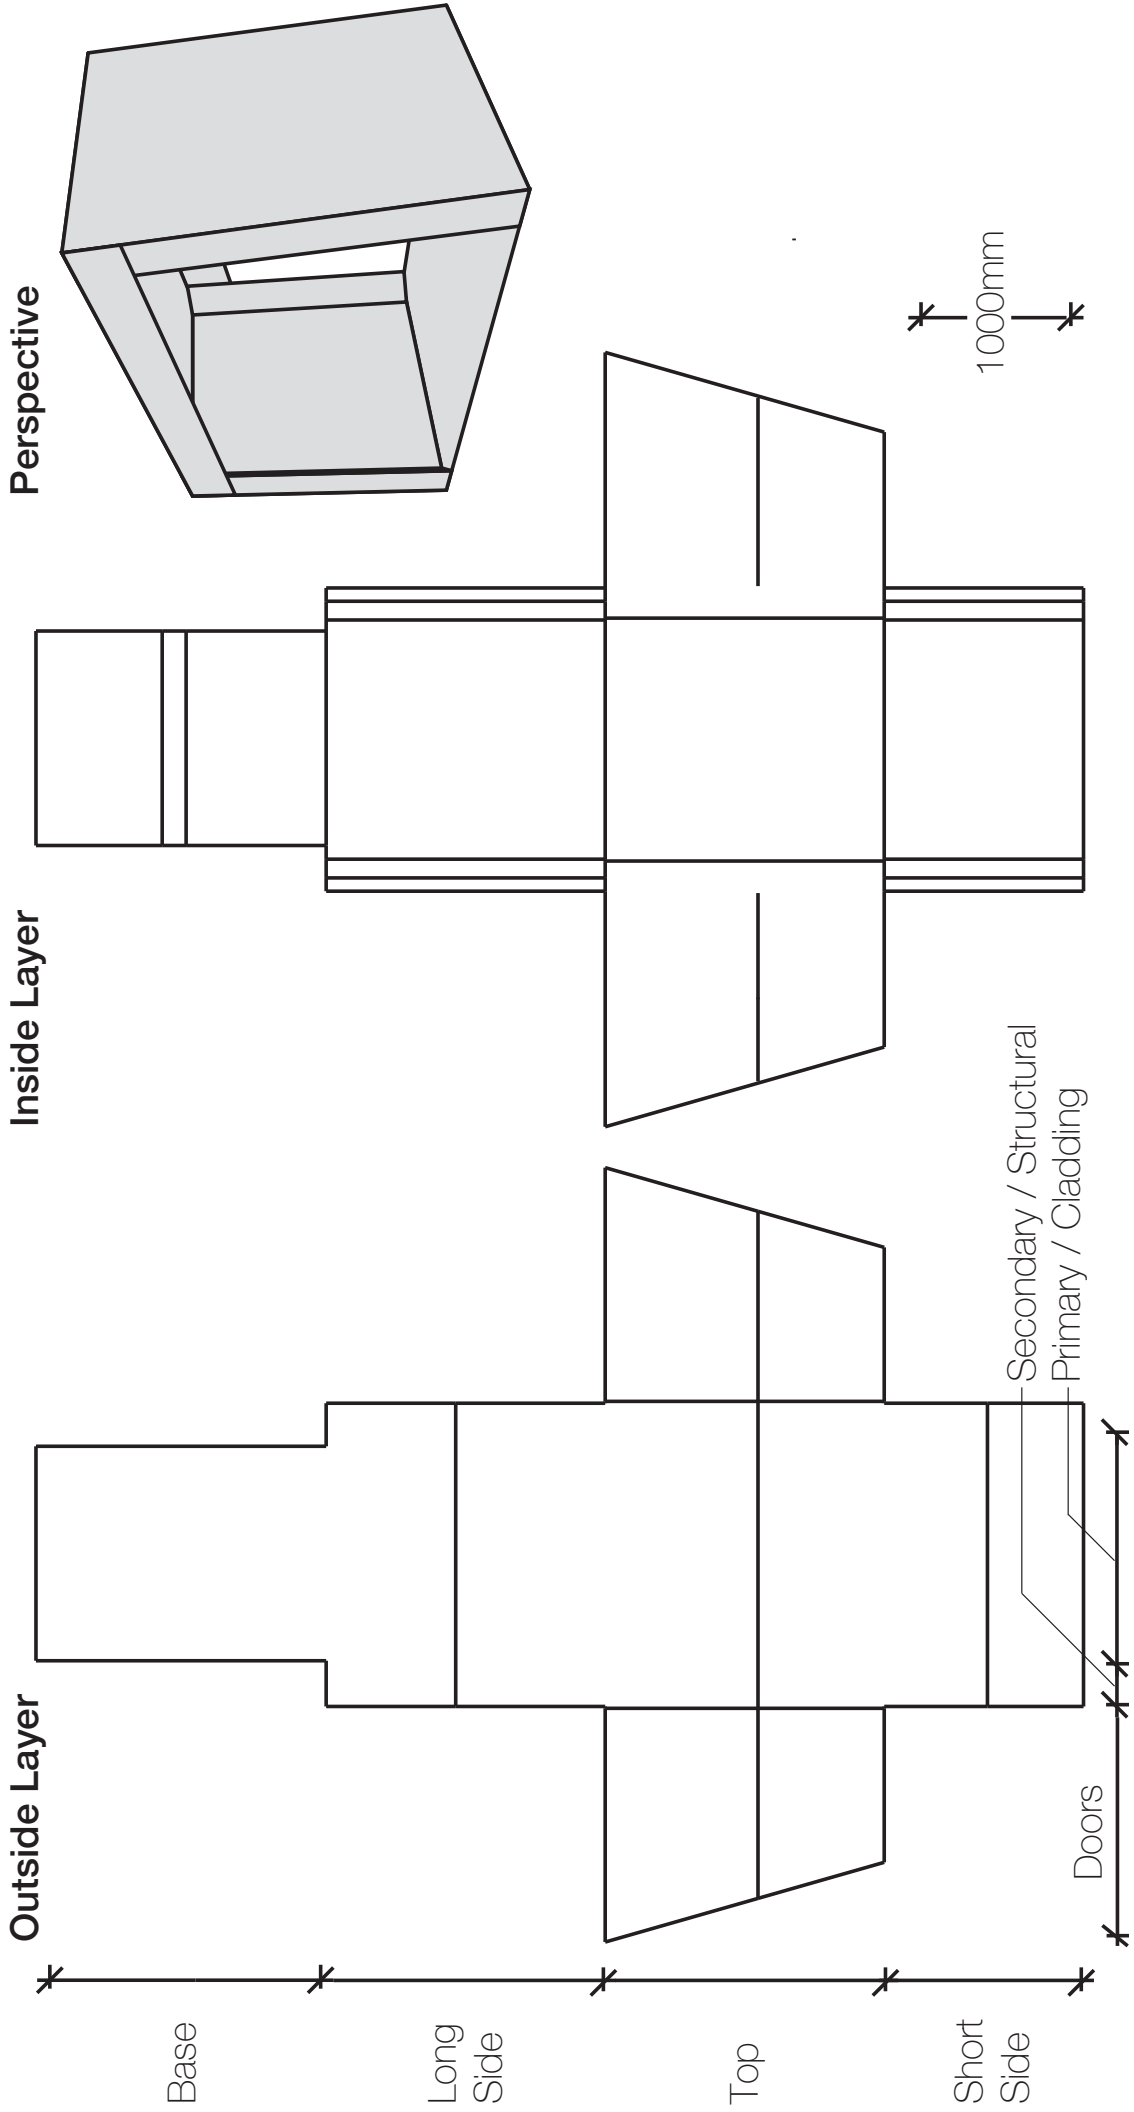 Outside Layer
Inside Layer
Perspective
Base
Long
Side
Top
Short
Side
Doors
Secondary / Structural
Primary / Cladding
1000mm